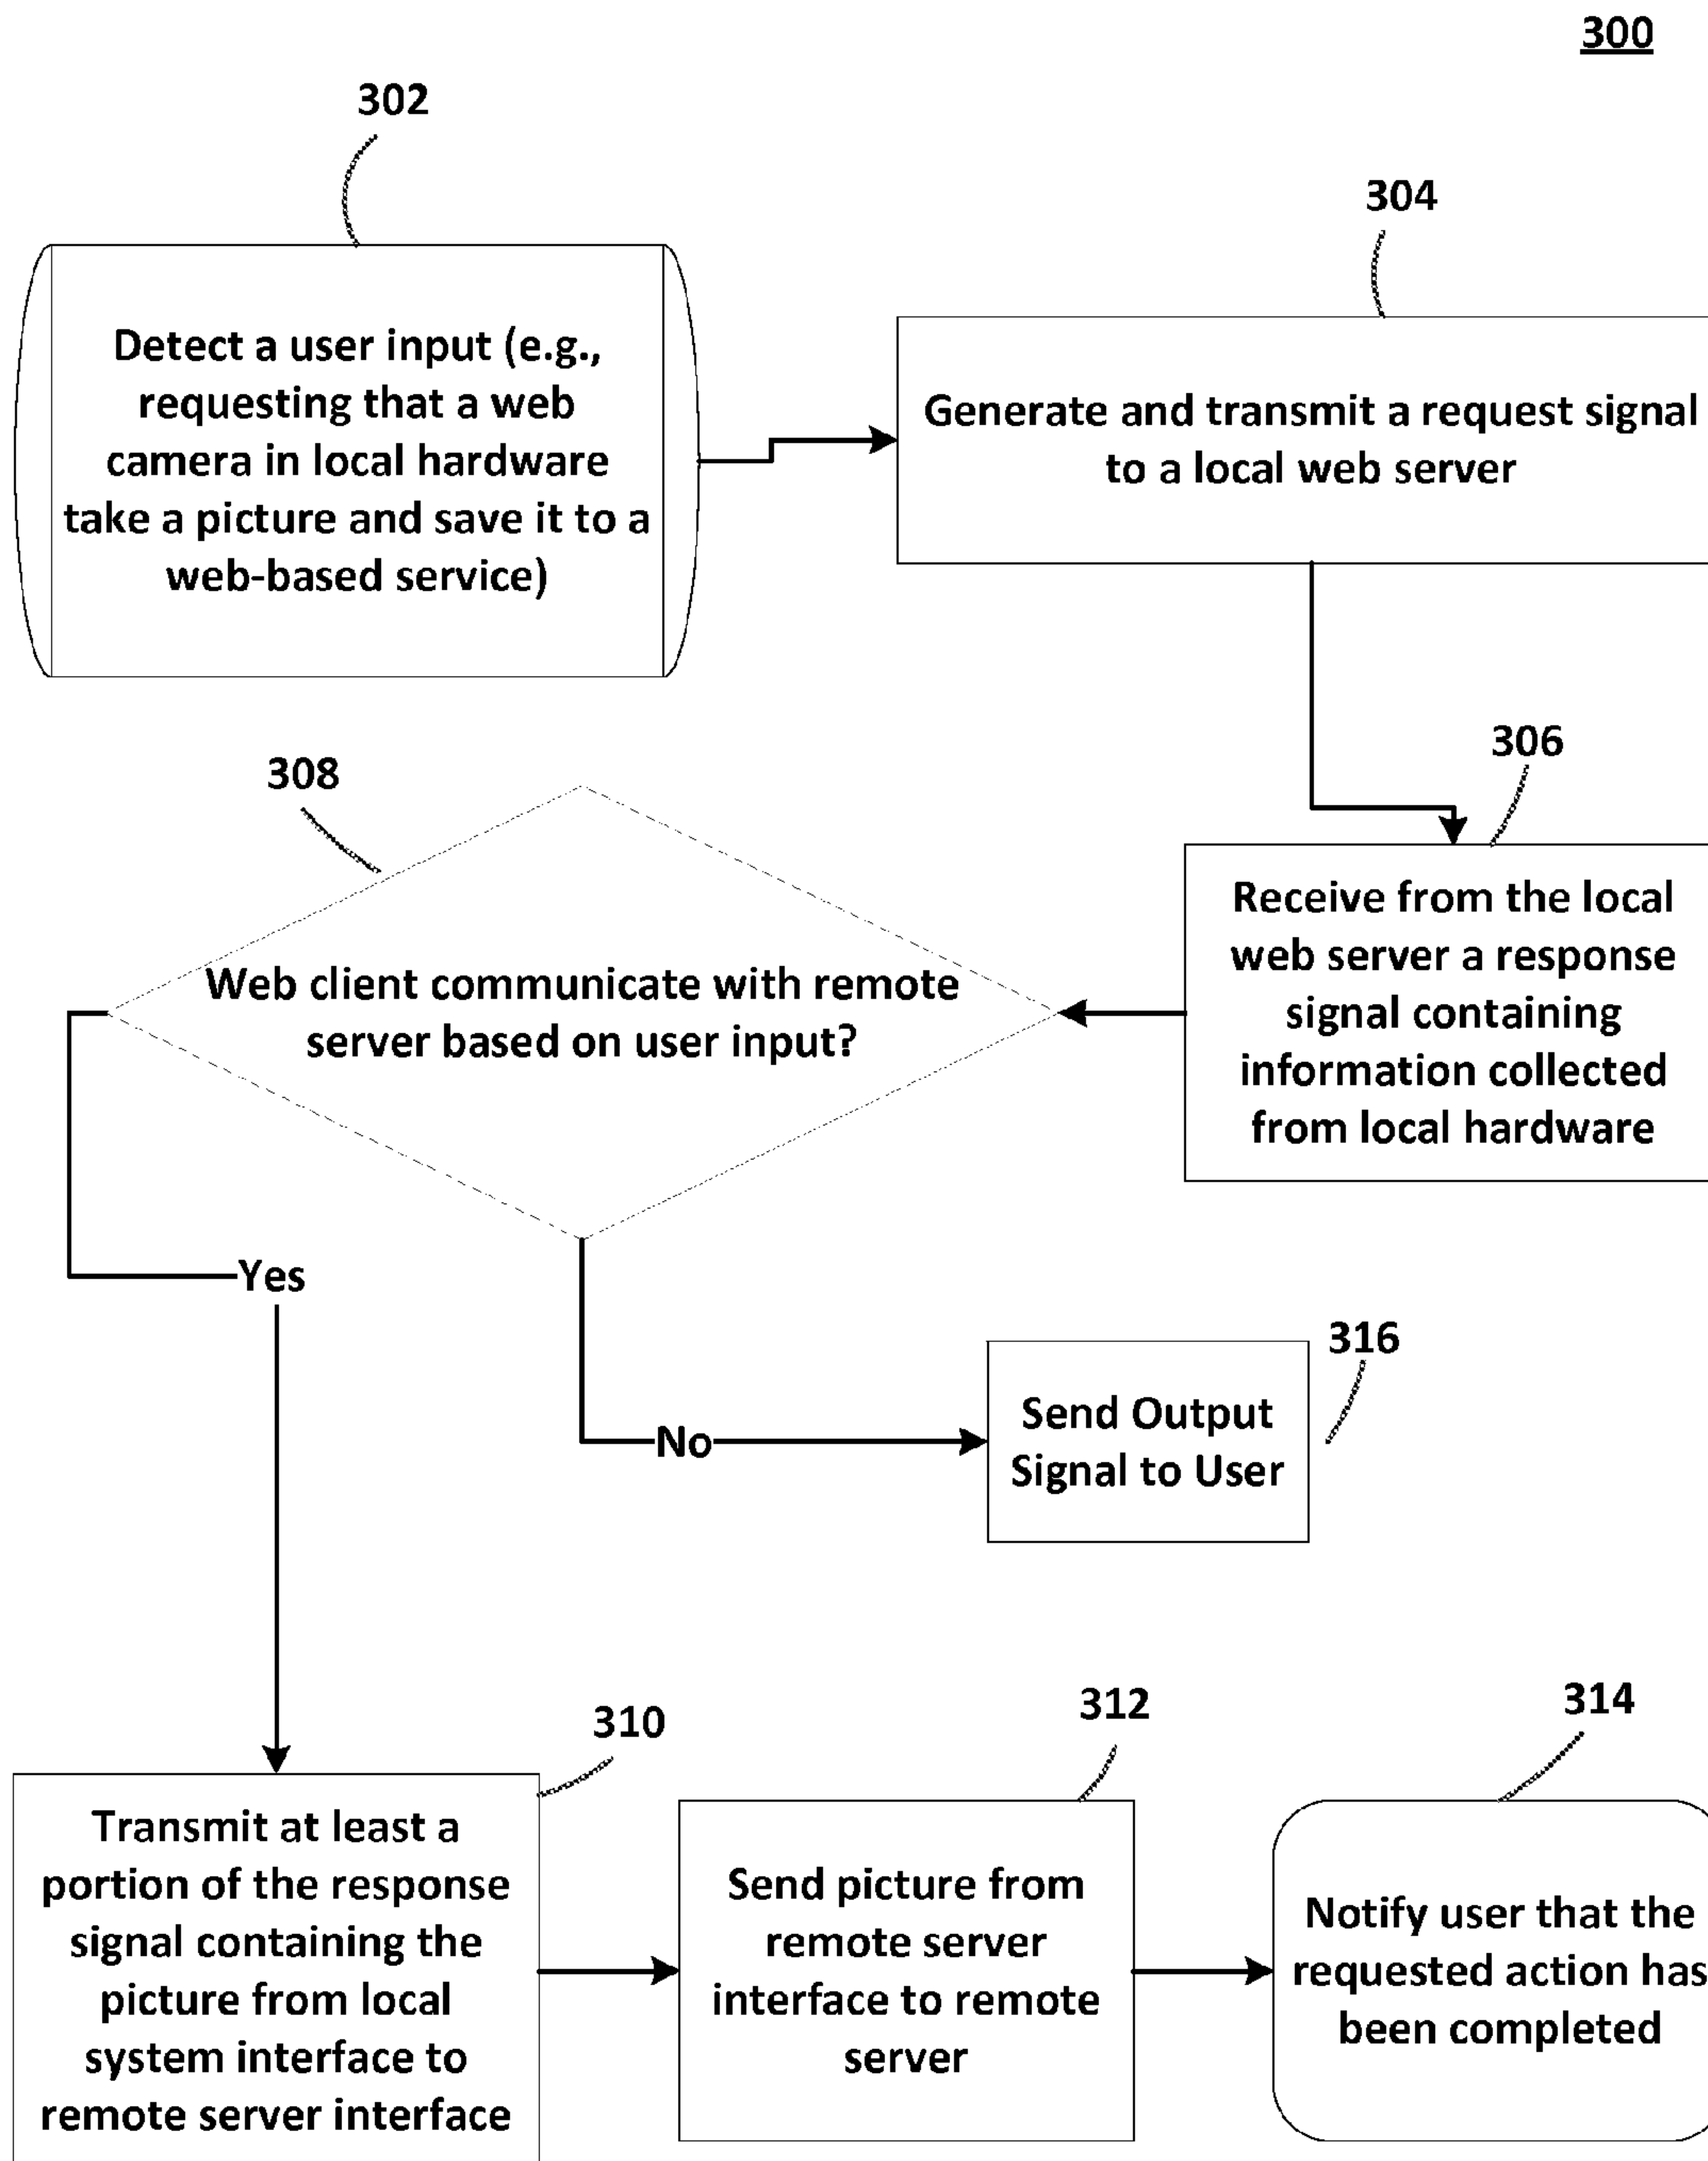 300
302
Detect a user input (e.g.,
requesting that a web
camera in local hardware
take a picture and save it to a
web-based service)
304
Generate and transmit a request signal
to a local web server
306
Receive from the local
web server a response
signal containing
information collected
from local hardware
308
Web client communicate with remote
server based on user input?
Yes
No
316
Send Output
Signal to User
310
Transmit at least a
portion of the response
signal containing the
picture from local
system interface to
remote server interface
312
Send picture from
remote server
interface to remote
server
314
Notify user that the
requested action has
been completed